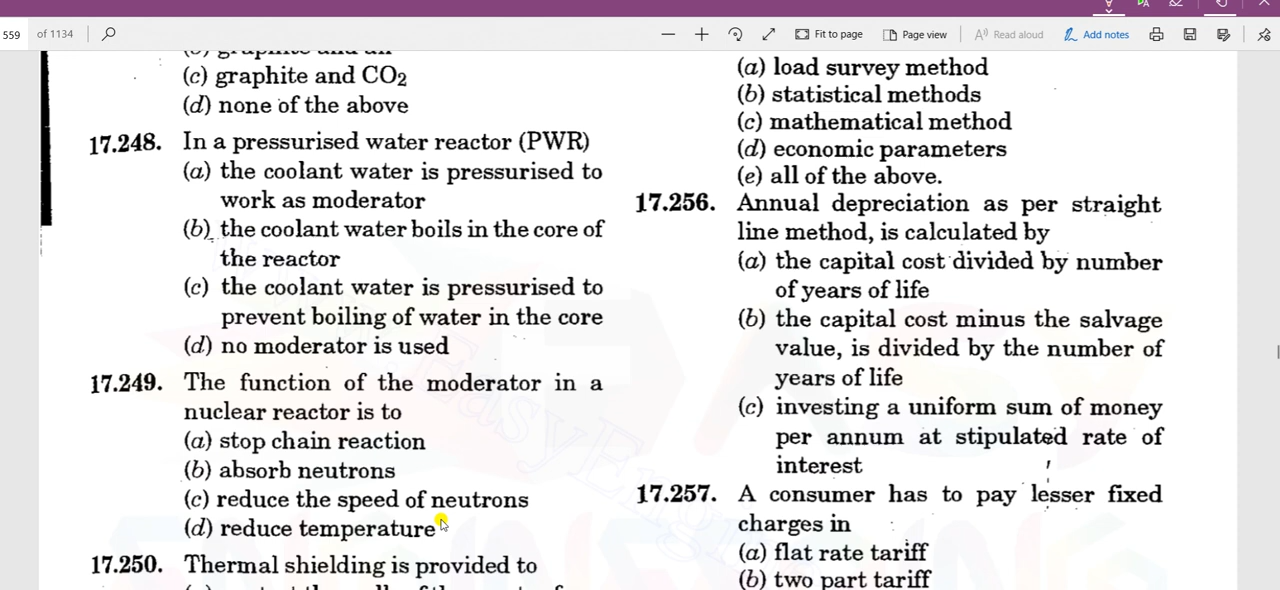 559 of 1134
Fit to page
Page view
Read aloud
Add notes
(c) graphite and CO2
(d) none of the above
17.248. In a pressurised water reactor (PWR)
(a) the coolant water is pressurised to
work as moderator
(b) the coolant water boils in the core of
the reactor
(c) the coolant water is pressurised to
prevent boiling of water in the core
(d) no moderator is used
17.249. The function of the moderator in a
nuclear reactor is to
(a) stop chain reaction
(b) absorb neutrons
(c) reduce the speed of neutrons
(d) reduce temperature
17.250. Thermal shielding is provided to
(a) load survey method
(b) statistical methods
(c) mathematical method
(d) economic parameters
(e) all of the above.
17.256. Annual depreciation as per straight
line method, is calculated by
(a) the capital cost divided by number
of years of life
(b) the capital cost minus the salvage
value, is divided by the number of
years of life
(c) investing a uniform sum of money
per annum at stipulated rate of
interest
17.257. A consumer has to pay lesser fixed
charges in
(a) flat rate tariff
(b) two part tariff